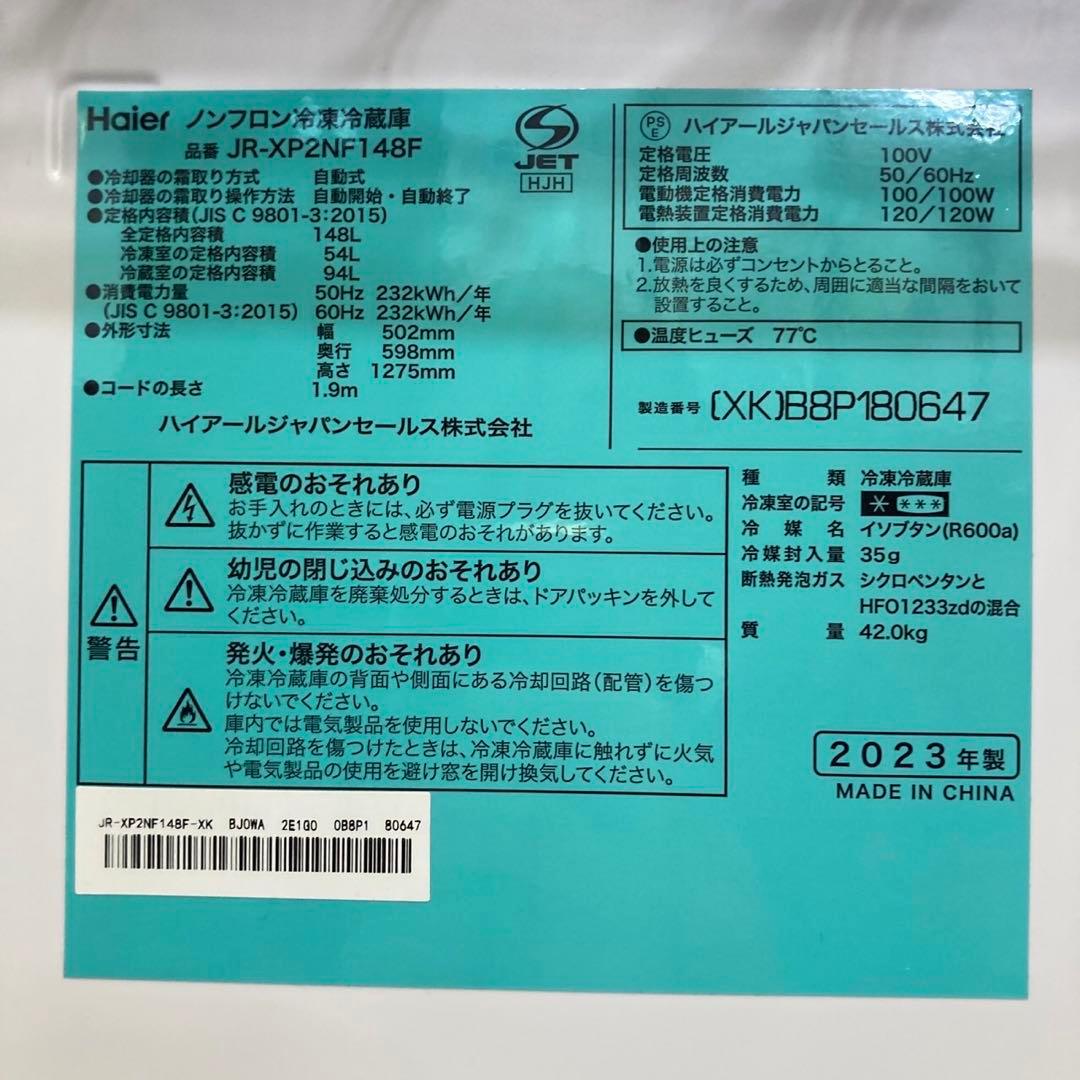 Haier ノンフロン冷凍冷蔵庫
品番 JR-XP2NF148F
●冷却器の霜取り方式 自動式
●冷却器の霜取り操作方法 自動開始・自動終了
●定格内容積(JIS C 9801-3:2015)
全定格内容積 148L
冷凍室の定格内容積 54L
冷蔵室の定格内容積 94L
●消費電力量 50Hz 232kWh/年
(JIS C 9801-3:2015) 60Hz 232kWh/年
●外形寸法 幅 502mm
奥行 598mm
高さ 1275mm
●コードの長さ 1.9m
ハイアールジャパンセールス株式会社
S
JET
HJH
PS
E
ハイアールジャパンセールス株式会社
定格電圧 100V
定格周波数 50/60Hz
電動機定格消費電力 100/100W
電熱装置定格消費電力 120/120W
●使用上の注意
1.電源は必ずコンセントからとること。
2.放熱を良くするため、周囲に適当な間隔をおいて
設置すること。
●温度ヒューズ 77℃
製造番号 (XK)B8P180647
警告
感電のおそれあり
お手入れのときには、必ず電源プラグを抜いてください。
抜かずに作業すると感電のおそれがあります。
幼児の閉じ込みのおそれあり
冷凍冷蔵庫を廃棄処分するときは、ドアパッキンを外して
ください。
発火・爆発のおそれあり
冷凍冷蔵庫の背面や側面にある冷却回路(配管)を傷つ
けないでください。
庫内では電気製品を使用しないでください。
冷却回路を傷つけたときは、冷凍冷蔵庫に触れずに火気
や電気製品の使用を避け窓を開け換気してください。
種類 冷凍冷蔵庫
冷凍室の記号 * ***
冷媒名 イソブタン(R600a)
冷媒封入量 35g
断熱発泡ガス シクロペンタンと
HFO1233zdの混合
質量 42.0kg
2023年製
MADE IN CHINA
JR-XP2NF148F-XK BJ0WA 2E1G0 0B8P1 80647